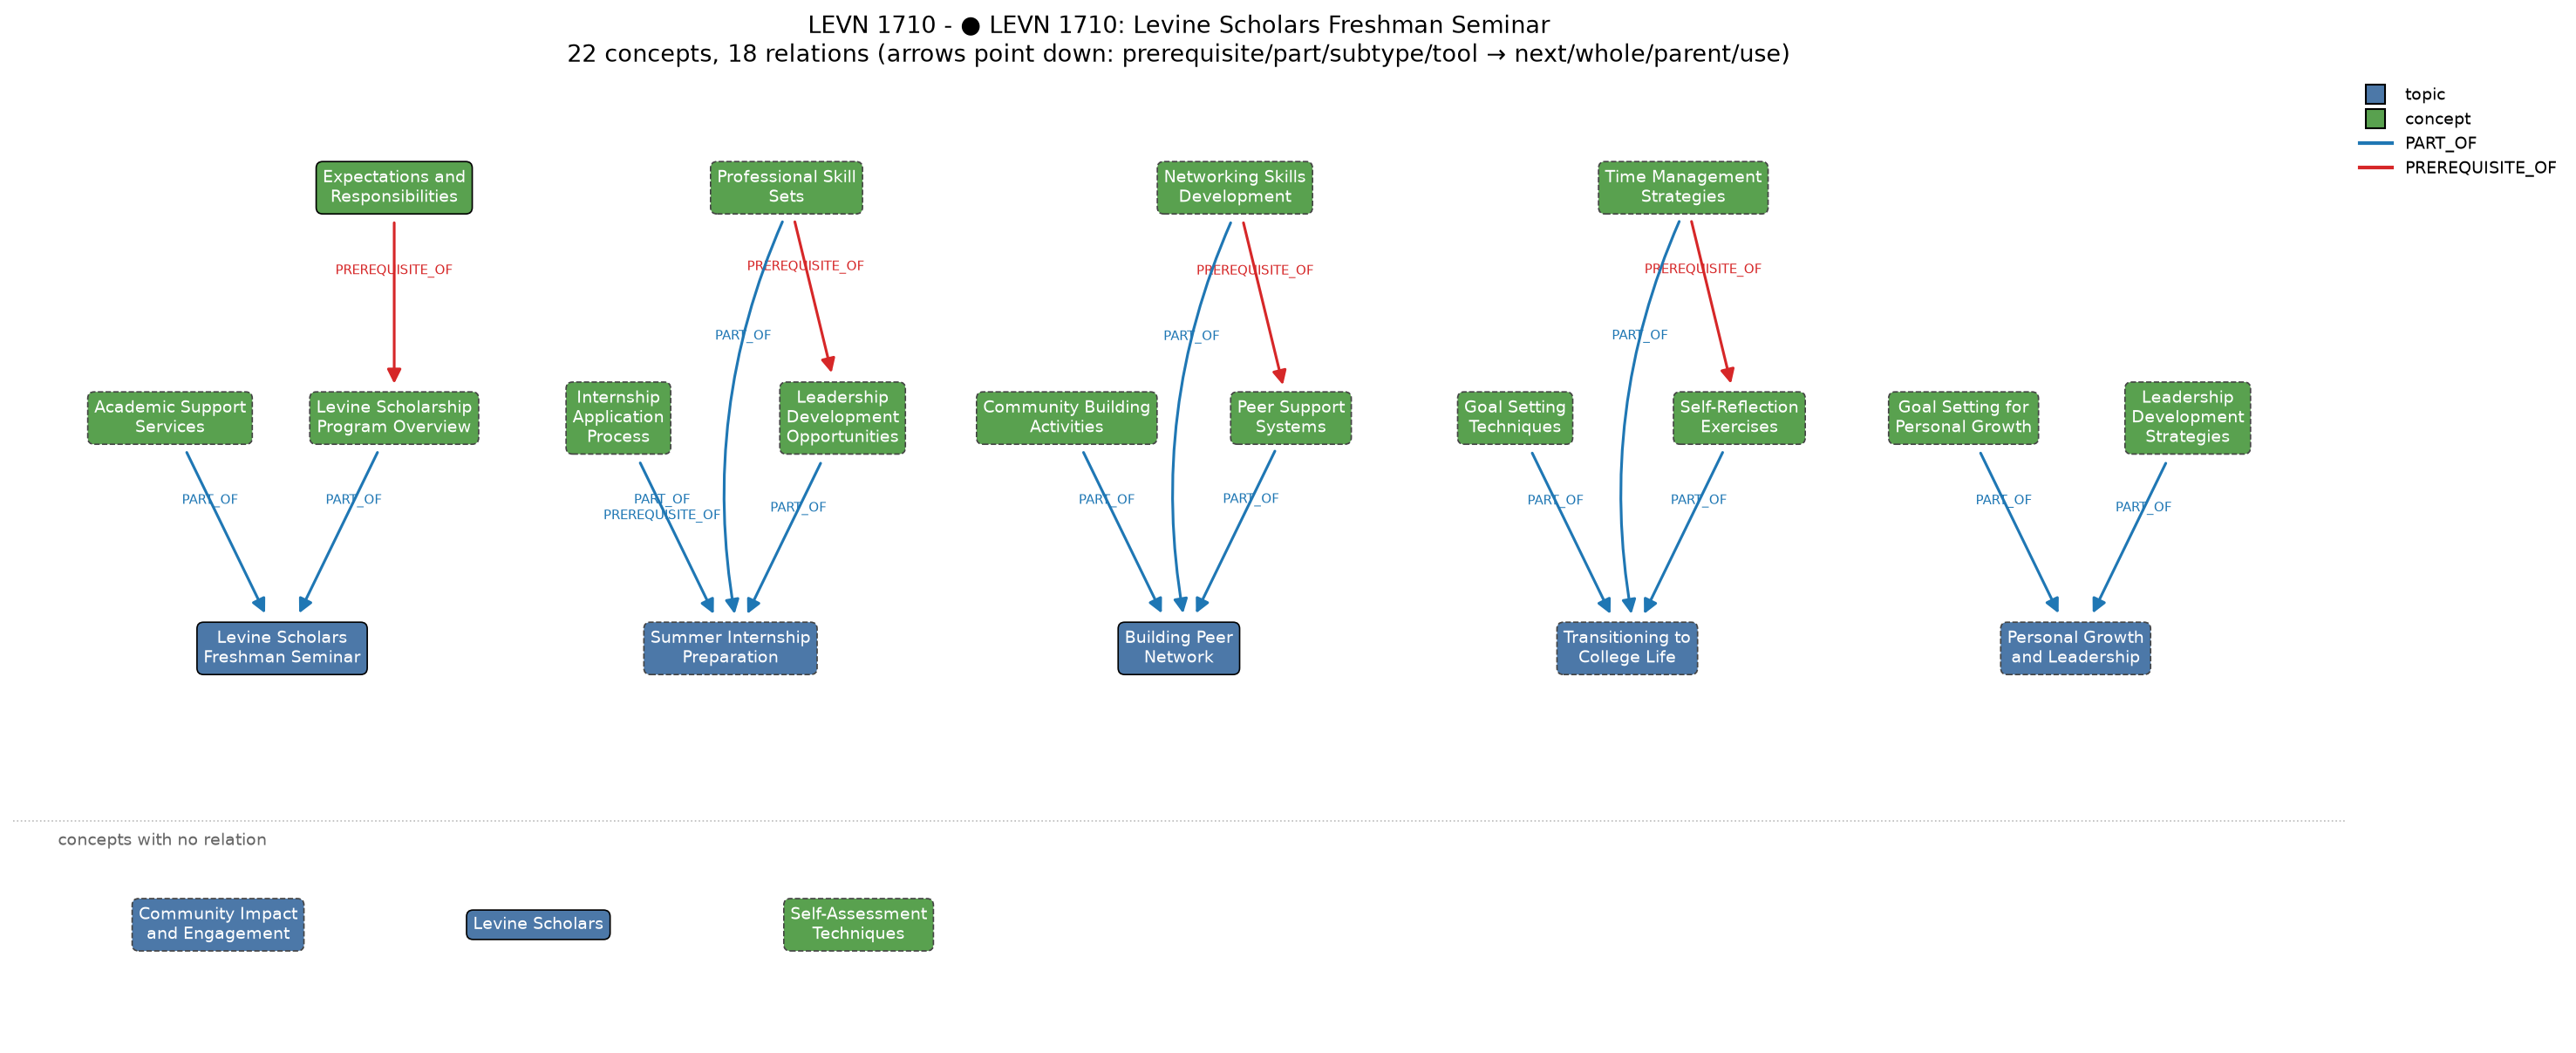 LEVN 1710 - ● LEVN 1710: Levine Scholars Freshman Seminar
22 concepts, 18 relations (arrows point down: prerequisite/part/subtype/tool → next/whole/parent/use)
topic
concept
PART_OF
PREREQUISITE_OF
Expectations and
Responsibilities
Professional Skill
Sets
Networking Skills
Development
Time Management
Strategies
PREREQUISITE_OF
PREREQUISITE_OF
PREREQUISITE_OF
PREREQUISITE_OF
PART_OF
PART_OF
PART_OF
Academic Support
Services
Levine Scholarship
Program Overview
Internship
Application
Process
Leadership
Development
Opportunities
Community Building
Activities
Peer Support
Systems
Goal Setting
Techniques
Self-Reflection
Exercises
Goal Setting for
Personal Growth
Leadership
Development
Strategies
PART_OF
PART_OF
PART_OF
PREREQUISITE_OF
PART_OF
PART_OF
PART_OF
PART_OF
PART_OF
PART_OF
PART_OF
Levine Scholars
Freshman Seminar
Summer Internship
Preparation
Building Peer
Network
Transitioning to
College Life
Personal Growth
and Leadership
concepts with no relation
Community Impact
and Engagement
Levine Scholars
Self-Assessment
Techniques